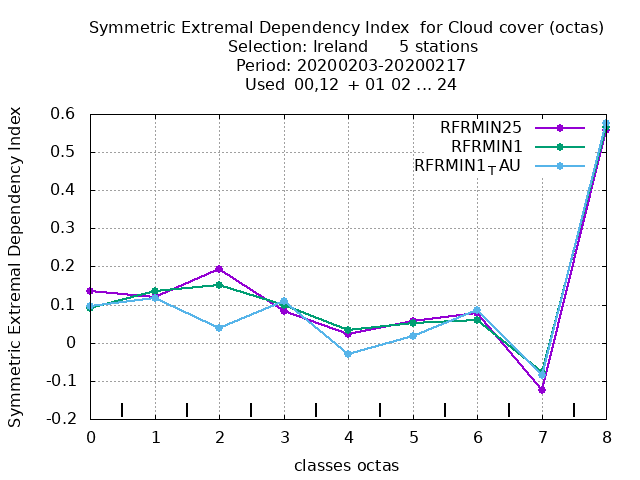 Symmetric Extremal Dependency Index  for Cloud cover (octas)
Selection: Ireland      5 stations
Period: 20200203-20200217
Used  00,12  + 01 02 ... 24
Symmetric Extremal Dependency Index
0.6
0.5
0.4
0.3
0.2
0.1
0
-0.1
-0.2
RFRMIN25
RFRMIN1
RFRMIN1TAU
0 1 2 3 4 5 6 7 8
classes octas